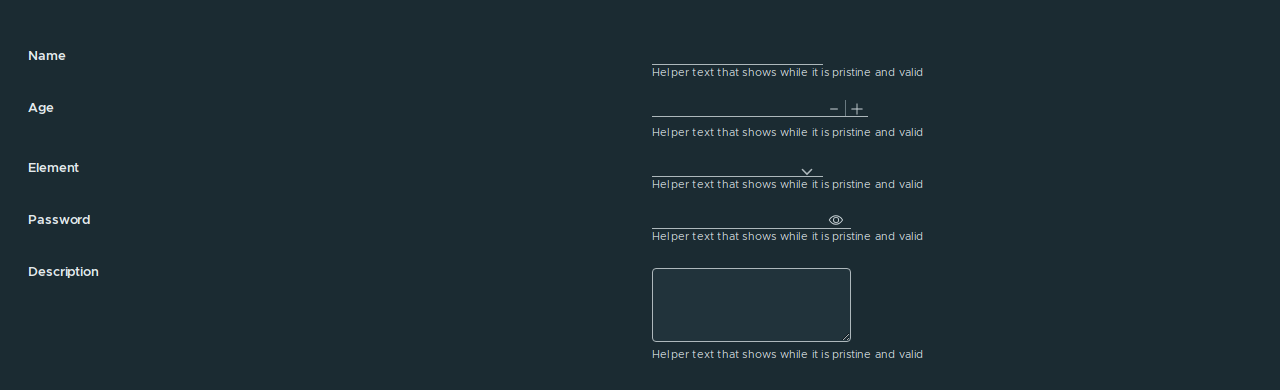 Name
Helper text that shows while it is pristine and valid
Age
Helper text that shows while it is pristine and valid
Element
Helper text that shows while it is pristine and valid
Password
Helper text that shows while it is pristine and valid
Description
Helper text that shows while it is pristine and valid